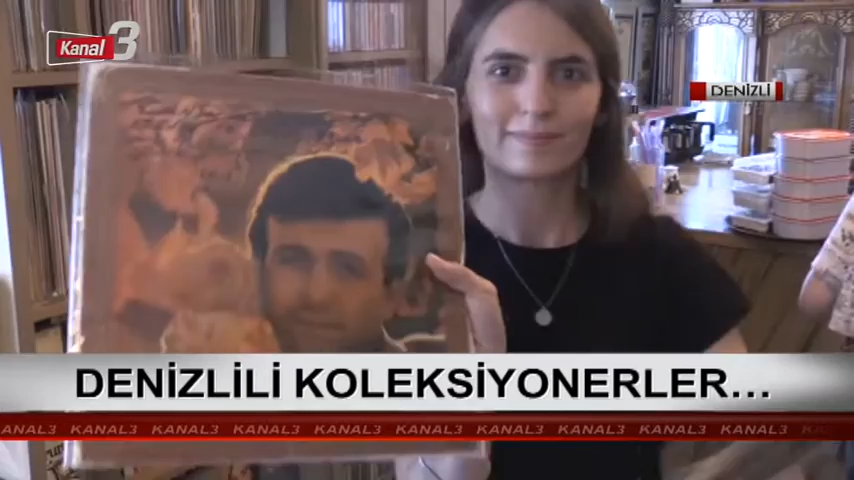 Kanal 3
DENİZLİ
DENİZLİLİ KOLEKSİYONERLER...
KANAL3 KANAL3 KANAL3 KANAL3 KANAL3 KANAL3 KANAL3 KANAL3 KANAL3 KANAL3